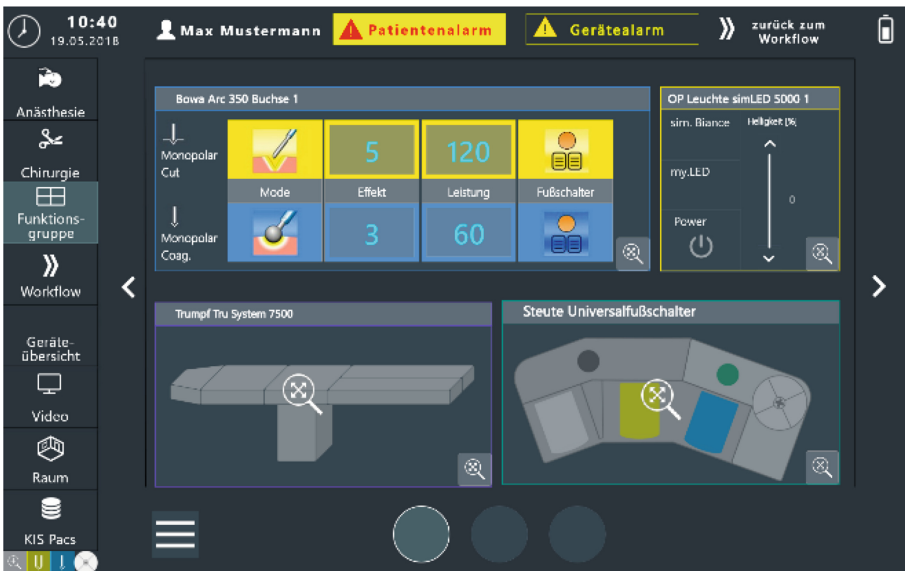 10:40
19.05.2018
Max Mustermann
Patientenalarm
Gerätealarm
zurück zum
Workflow
Anästhesie
Chirurgie
Funktions-
gruppe
Workflow
Geräte-
übersicht
Video
Raum
KIS Pacs
Bowa Arc 350 Buchse 1
Monopolar
Cut
5
120
Mode
Effekt
Leistung
Fußschalter
Monopolar
Coag.
3
60
OP Leuchte simLED 5000 1
sim. Biance
Helligkeit [%]
my.LED
0
Power
Trumpf Tru System 7500
Steute Universalfußschalter